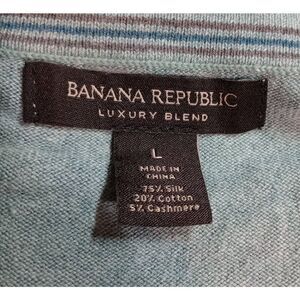 BANANA REPUBLIC
LUXURY BLEND
L
MADE IN
CHINA
75% Silk
20% Cotton
5% Cashmere